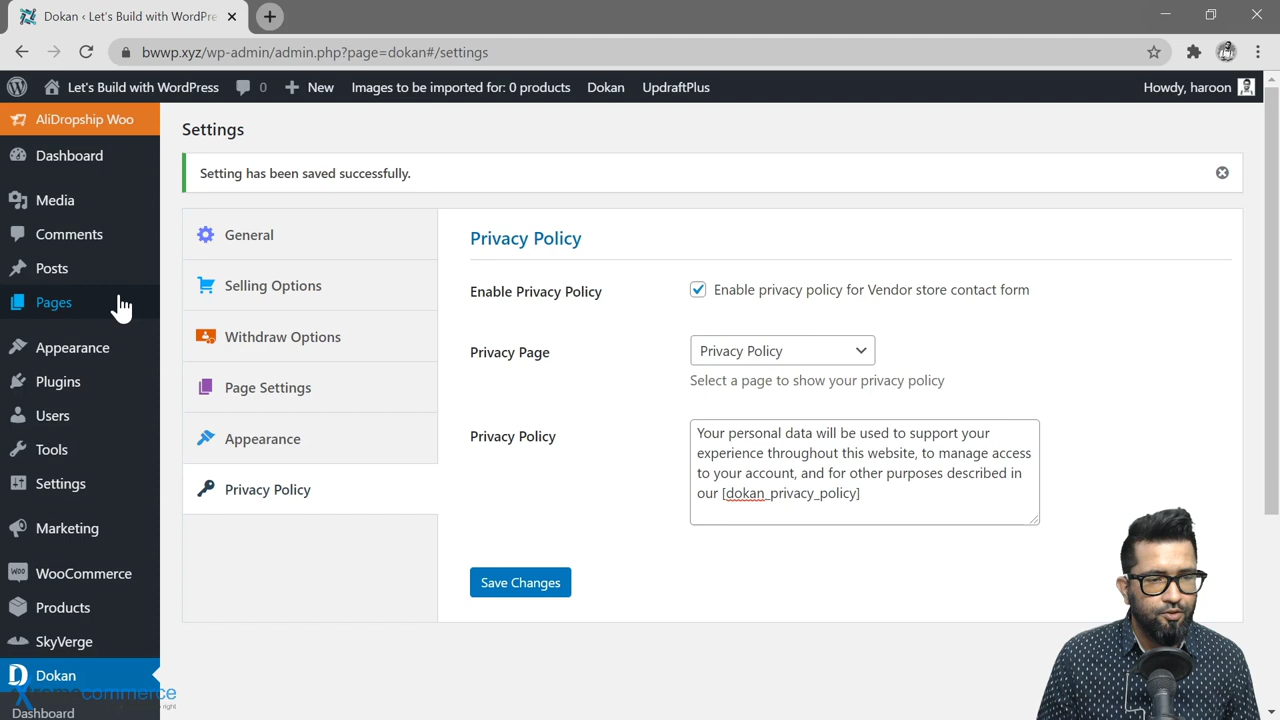 Dokan ‹ Let's Build with WordPre
bwwp.xyz/wp-admin/admin.php?page=dokan#/settings
Let's Build with WordPress 0 New Images to be imported for: 0 products Dokan UpdraftPlus Howdy, haroon
AliDropship Woo
Dashboard
Media
Comments
Posts
Pages
Appearance
Plugins
Users
Tools
Settings
Marketing
WooCommerce
Products
SkyVerge
Dokan
Dashboard
Settings
Setting has been saved successfully.
General
Selling Options
Withdraw Options
Page Settings
Appearance
Privacy Policy
Privacy Policy
Enable Privacy Policy
Enable privacy policy for Vendor store contact form
Privacy Page
Privacy Policy
Select a page to show your privacy policy
Privacy Policy
Your personal data will be used to support your
experience throughout this website, to manage access
to your account, and for other purposes described in
our [dokan_privacy_policy]
Save Changes